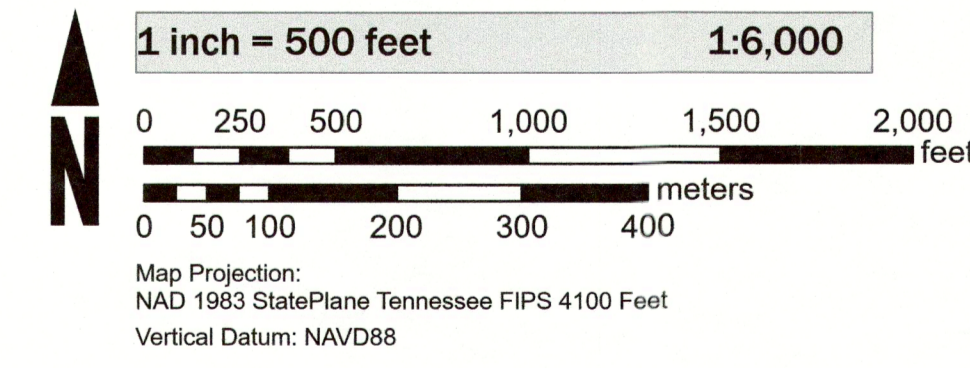 1 inch = 500 feet 1:6,000
0 250 500 1,000 1,500 2,000
feet
meters
0 50 100 200 300 400
N
Map Projection:
NAD 1983 StatePlane Tennessee FIPS 4100 Feet
Vertical Datum: NAVD88